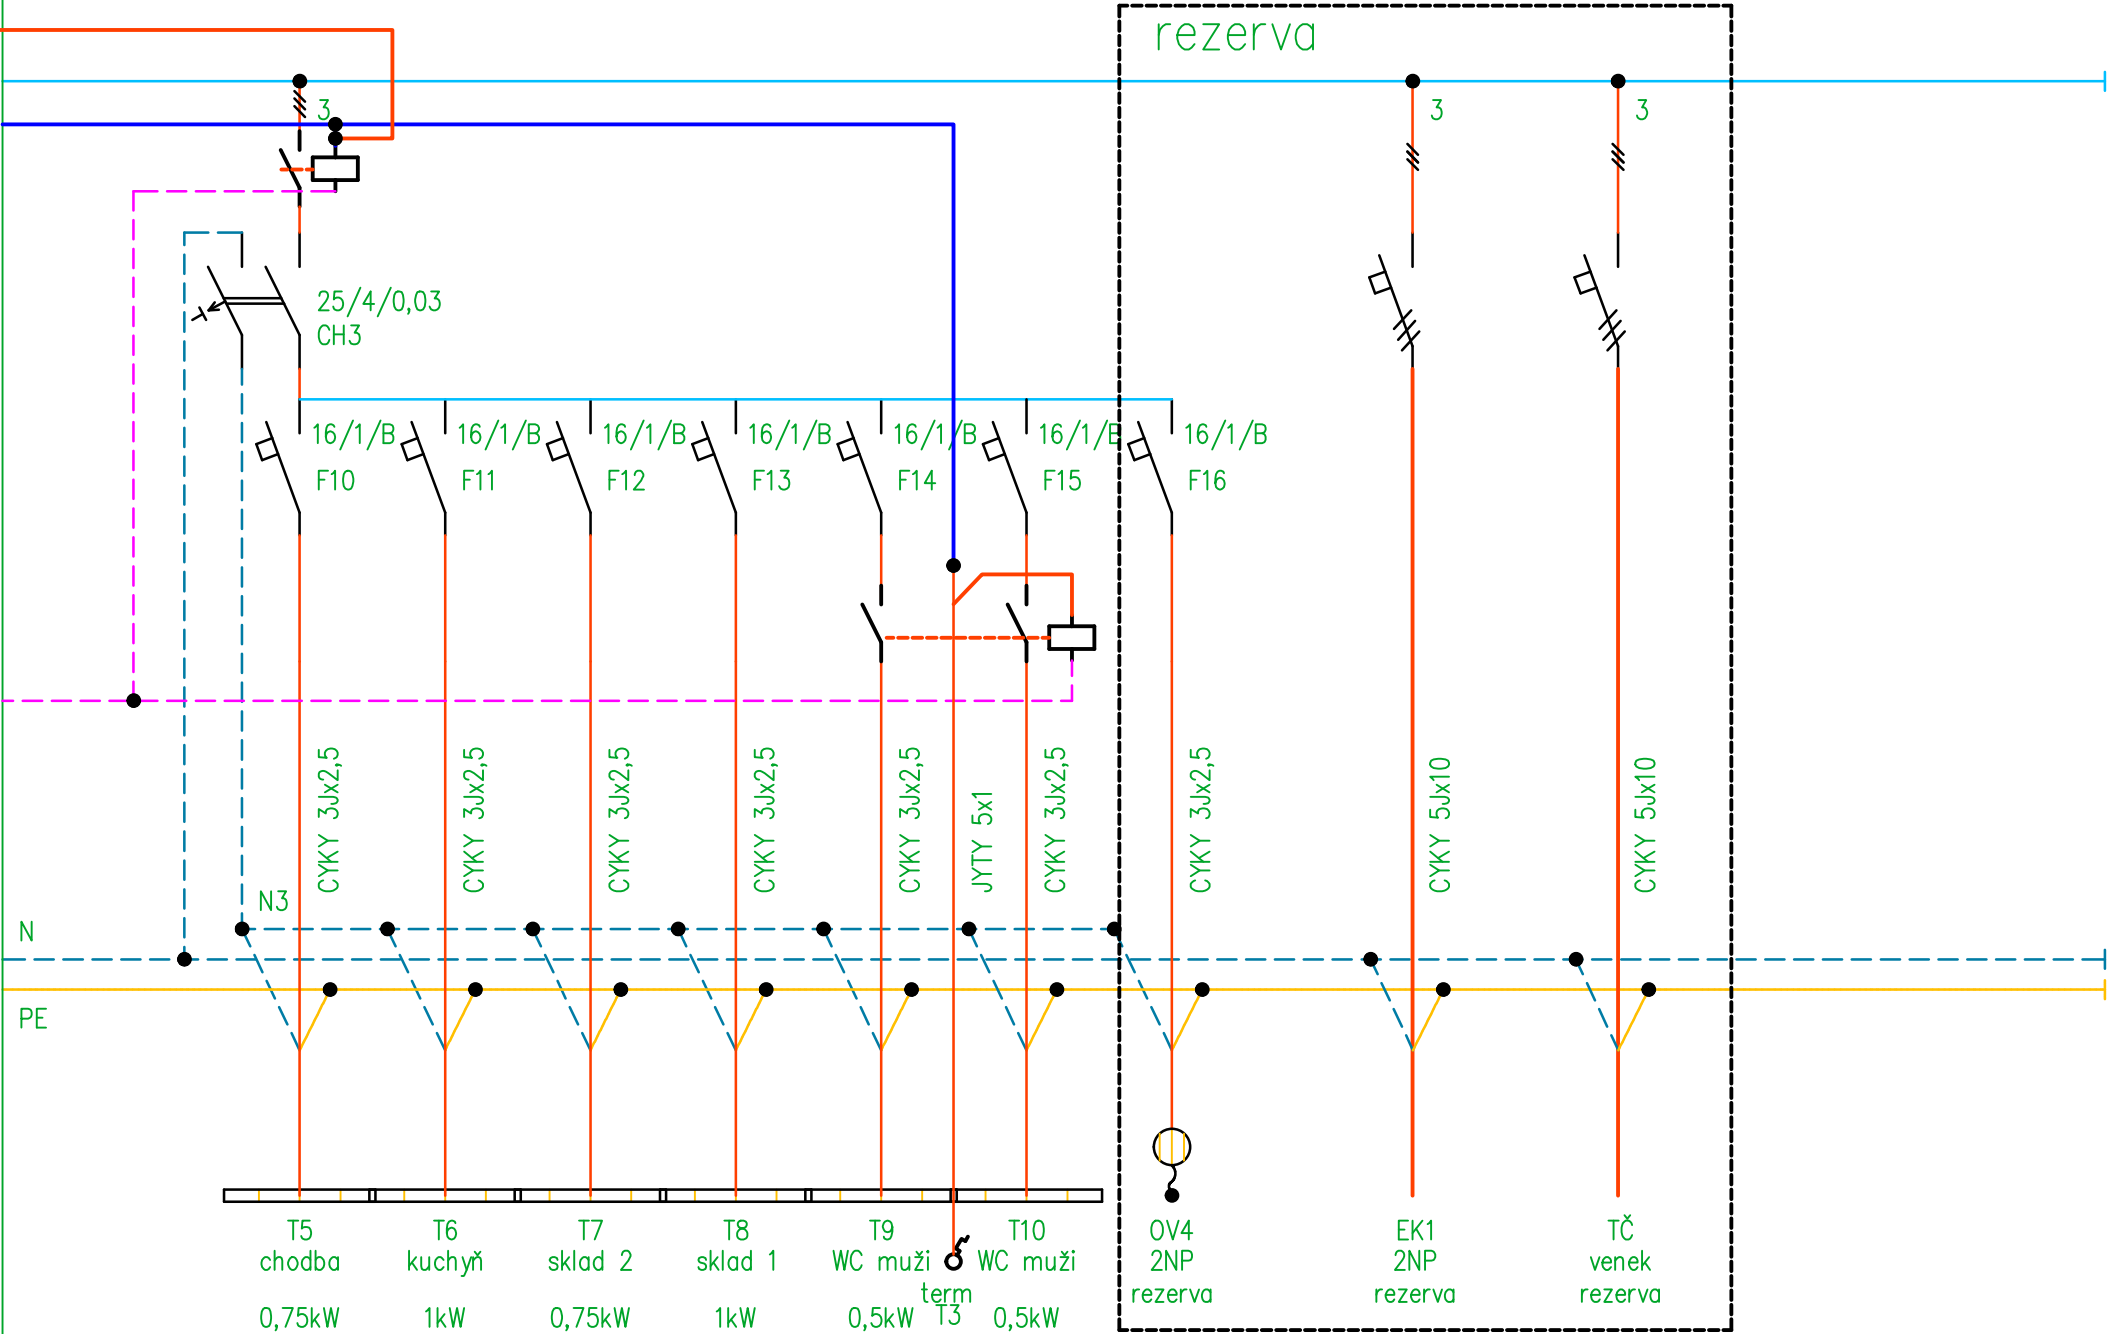 rezerva
3
3
3
25/4/0,03
CH3
16/1/B
F10
16/1/B
F11
16/1/B
F12
16/1/B
F13
16/1/B
F14
16/1/B
F15
16/1/B
F16
CYKY 3Jx2,5
CYKY 3Jx2,5
CYKY 3Jx2,5
CYKY 3Jx2,5
CYKY 3Jx2,5
JYTY 5x1
CYKY 3Jx2,5
CYKY 3Jx2,5
CYKY 5Jx10
CYKY 5Jx10
N3
N
PE
T5
chodba
0,75kW
T6
kuchyň
1kW
T7
sklad 2
0,75kW
T8
sklad 1
1kW
T9
WC muži
0,5kW
term
T3
T10
WC muži
0,5kW
OV4
2NP
rezerva
EK1
2NP
rezerva
TČ
venek
rezerva